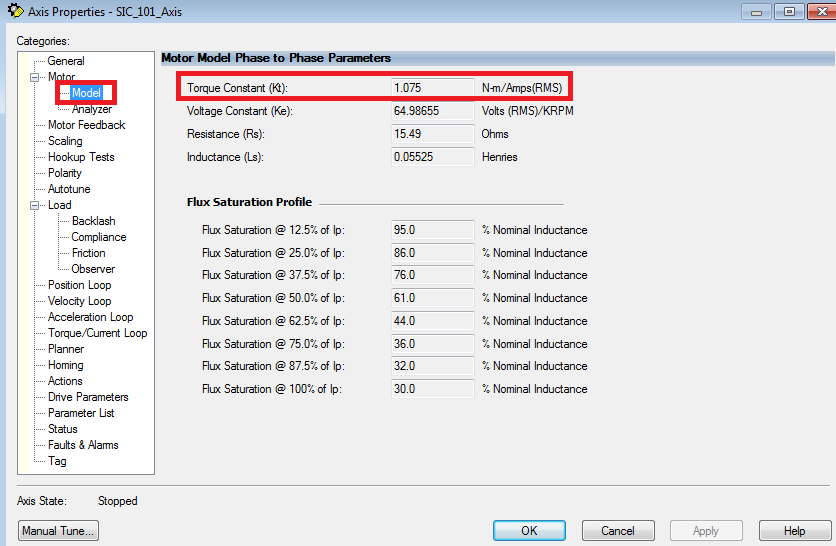 Axis Properties - SIC_101_Axis
Categories:
General
Motor
Model
Analyzer
Motor Feedback
Scaling
Hookup Tests
Polarity
Autotune
Load
Backlash
Compliance
Friction
Observer
Position Loop
Velocity Loop
Acceleration Loop
Torque/Current Loop
Planner
Homing
Actions
Drive Parameters
Parameter List
Status
Faults & Alarms
Tag
Motor Model Phase to Phase Parameters
Torque Constant (Kt): 1.075 N-m/Amps(RMS)
Voltage Constant (Ke): 64.98655 Volts (RMS)/KRPM
Resistance (Rs): 15.49 Ohms
Inductance (Ls): 0.05525 Henries
Flux Saturation Profile
Flux Saturation @ 12.5% of Ip: 95.0 % Nominal Inductance
Flux Saturation @ 25.0% of Ip: 86.0 % Nominal Inductance
Flux Saturation @ 37.5% of Ip: 76.0 % Nominal Inductance
Flux Saturation @ 50.0% of Ip: 61.0 % Nominal Inductance
Flux Saturation @ 62.5% of Ip: 44.0 % Nominal Inductance
Flux Saturation @ 75.0% of Ip: 36.0 % Nominal Inductance
Flux Saturation @ 87.5% of Ip: 32.0 % Nominal Inductance
Flux Saturation @ 100% of Ip: 30.0 % Nominal Inductance
Axis State: Stopped
Manual Tune... OK Cancel Apply Help